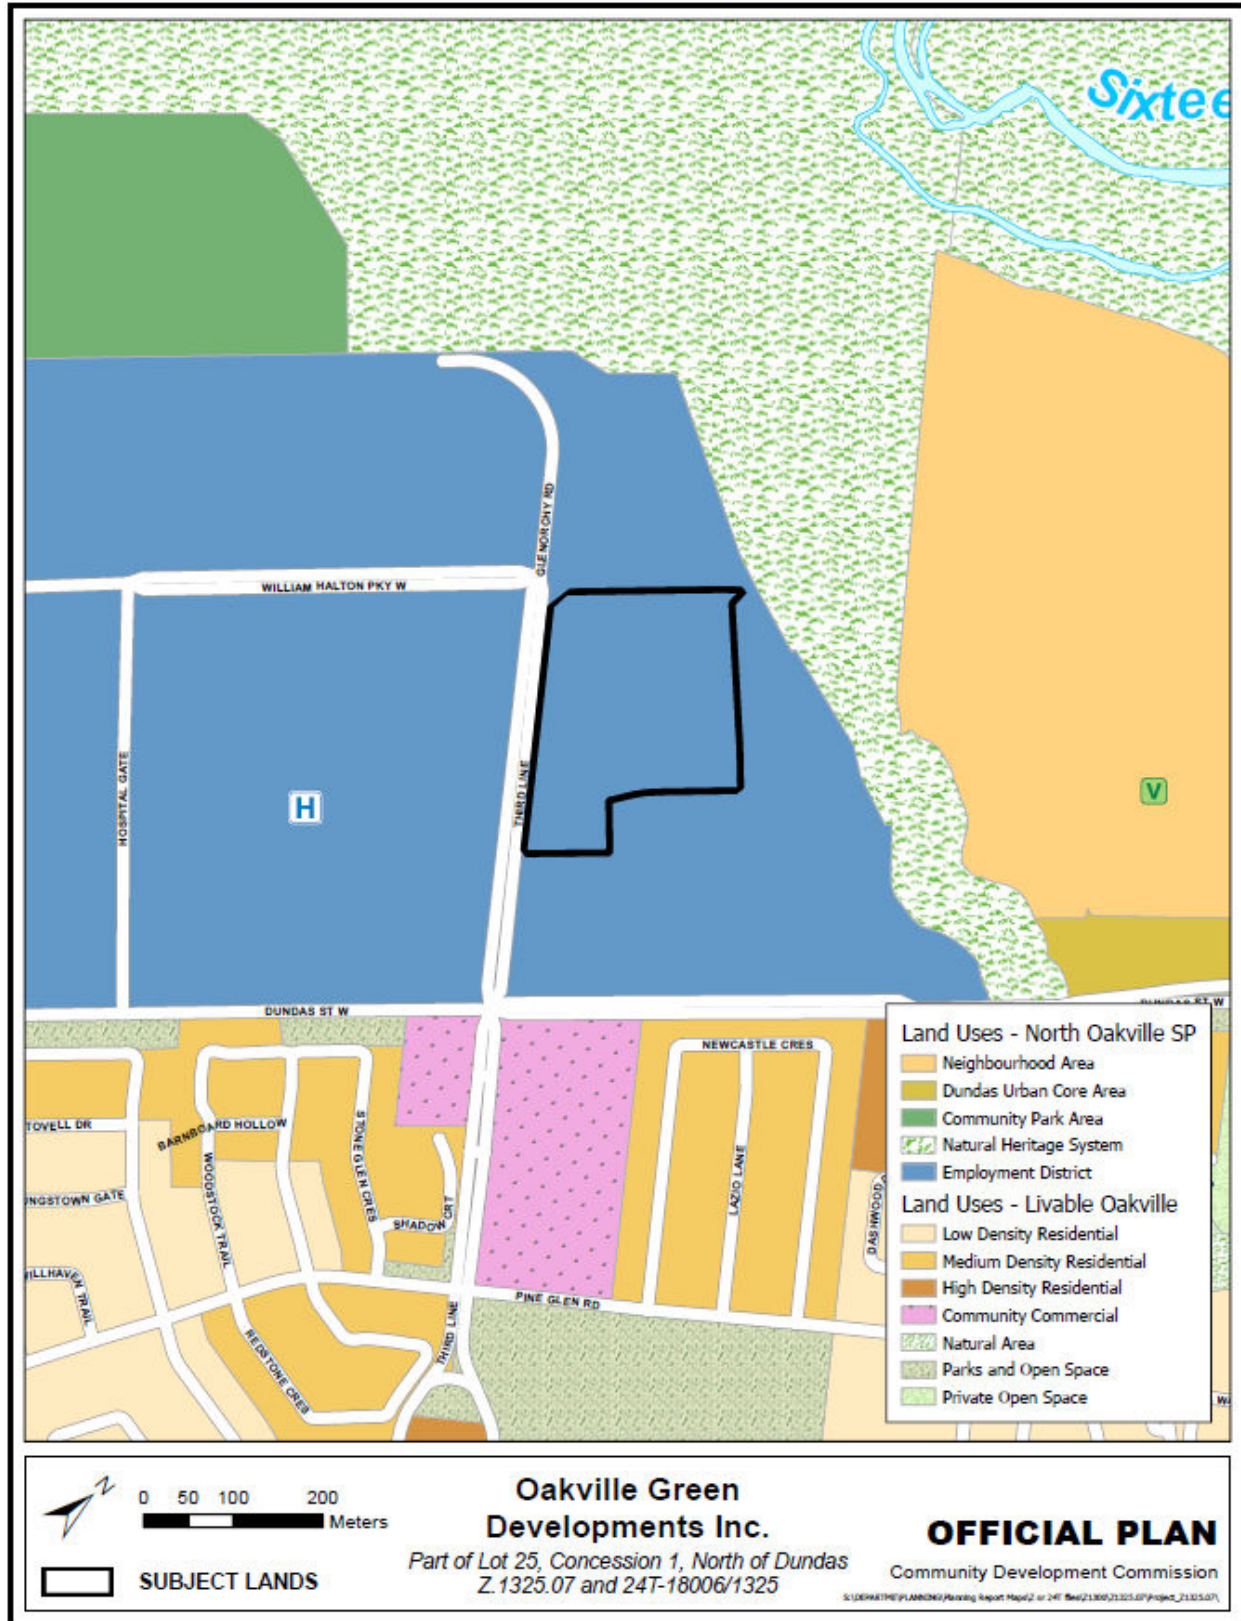 Sixtee
GLENORCHY RD
WILLIAM HALTON PKY W
HOSPITAL GATE
H
THIRD LINE
V
DUNDAS ST W
DUNDAS ST W
NEWCASTLE CRES
TOVELL DR
BARNBOARD HOLLOW
STONEGLEN CRES
WOODSTOCK TRAIL
NGSTOWN GATE
SHADOW CRT
LAZIO LANE
DASHWOOD
ILLHAVEN TRAIL
PINE GLEN RD
THIRD LINE
REDSTONE CRES
Land Uses - North Oakville SP
Neighbourhood Area
Dundas Urban Core Area
Community Park Area
Natural Heritage System
Employment District
Land Uses - Livable Oakville
Low Density Residential
Medium Density Residential
High Density Residential
Community Commercial
Natural Area
Parks and Open Space
Private Open Space
WA
N
0 50 100 200
Meters
SUBJECT LANDS
Oakville Green
Developments Inc.
Part of Lot 25, Concession 1, North of Dundas
Z.1325.07 and 24T-18006/1325
OFFICIAL PLAN
Community Development Commission